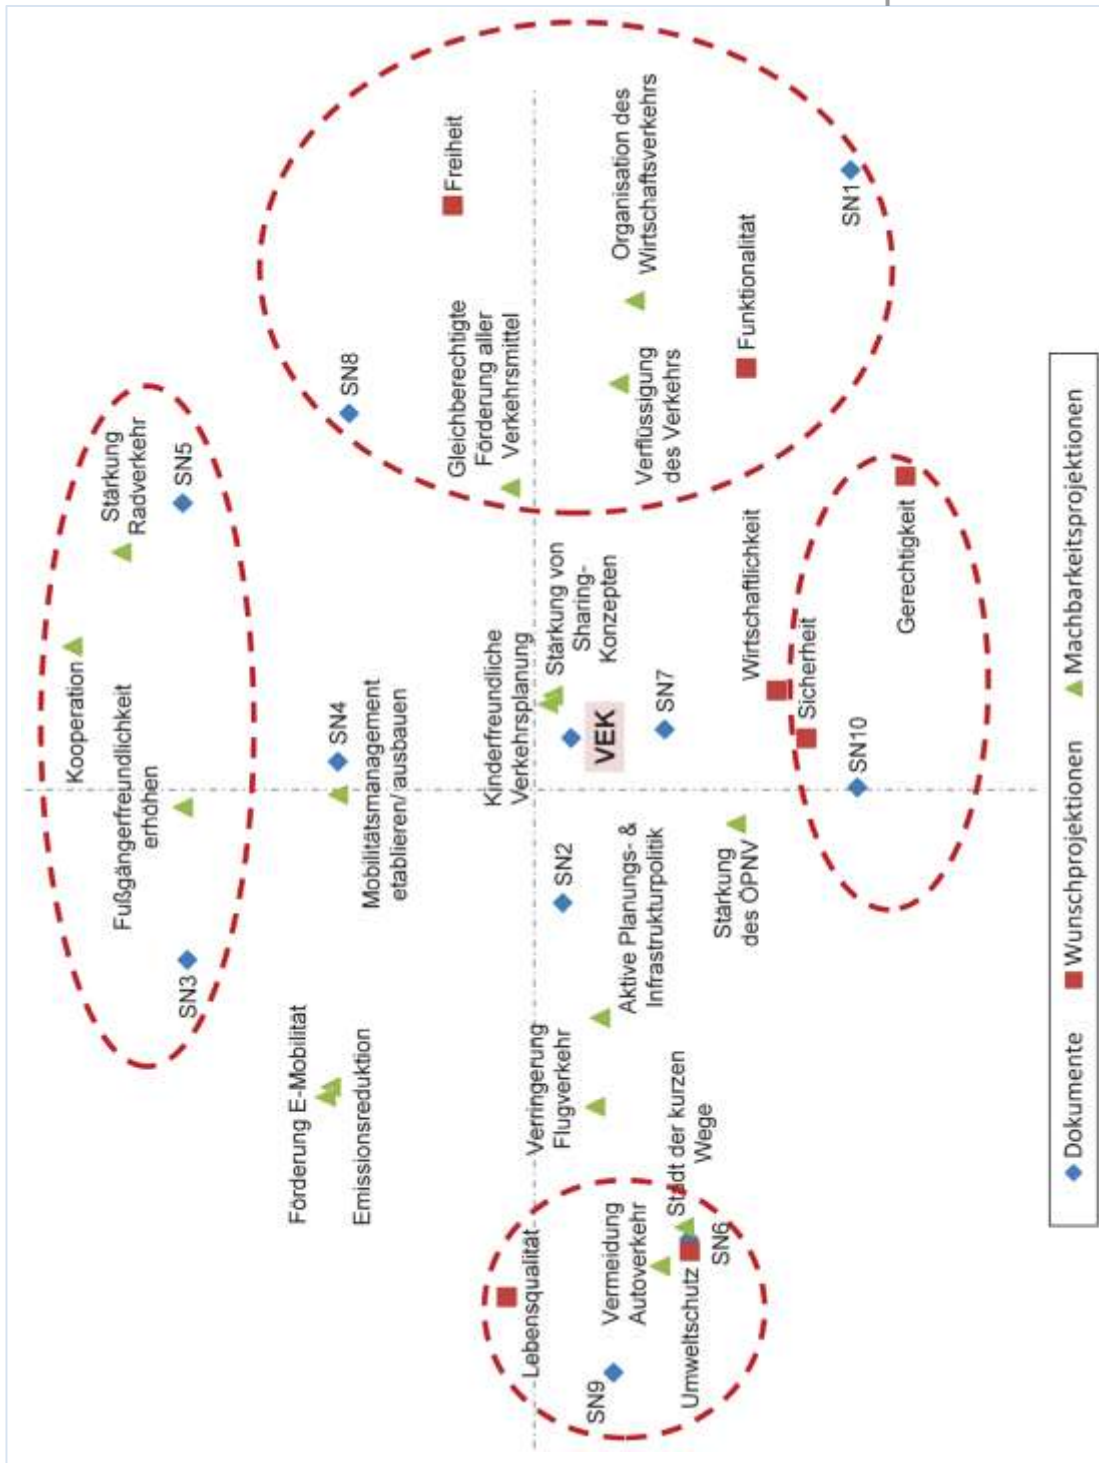 Kooperation
Stärkung
Radverkehr
SN5
Fußgängerfreundlichkeit
erhöhen
SN3
Förderung E-Mobilität
Emissionsreduktion
SN4
Mobilitätsmanagement
etablieren/ ausbauen
SN8
Freiheit
Gleichberechtigte
Förderung aller
Verkehrsmittel
Lebensqualität
Verringerung
Flugverkehr
SN2
Kinderfreundliche
Verkehrsplanung
Stärkung von
Sharing-
Konzepten
VEK
Organisation des
Wirtschaftsverkehrs
Verflüssigung
des Verkehrs
SN9
Vermeidung
Autoverkehr
Aktive Planungs- &
Infrastrukturpolitik
SN7
Stadt der kurzen
Wege
Umweltschutz
SN6
Stärkung
des ÖPNV
Wirtschaftlichkeit
Funktionalität
Sicherheit
SN10
SN1
Gerechtigkeit
Dokumente
Wunschprojektionen
Machbarkeitsprojektionen